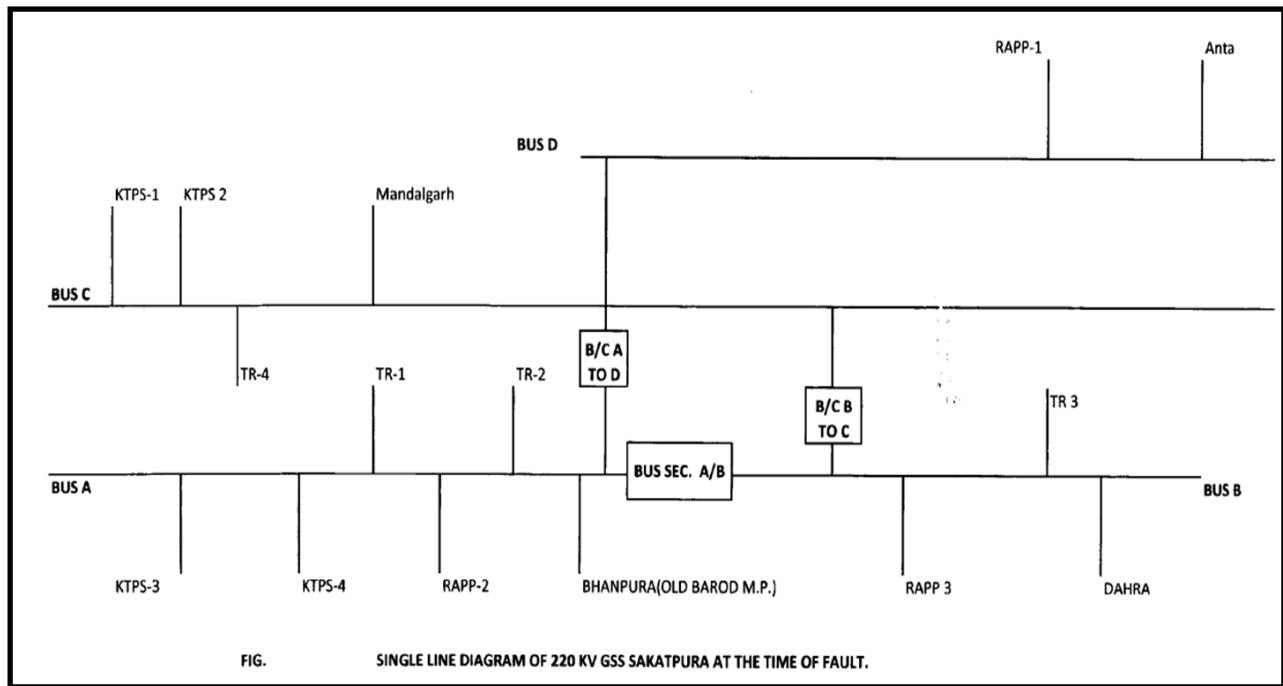 RAPP-1
Anta
BUS D
KTPS-1
KTPS 2
Mandalgarh
BUS C
B/C A
TO D
TR-4
TR-1
TR-2
B/C B
TO C
TR 3
BUS SEC. A/B
BUS A
BUS B
KTPS-3
KTPS-4
RAPP-2
BHANPURA(OLD BAROD M.P.)
RAPP 3
DAHRA
FIG. SINGLE LINE DIAGRAM OF 220 KV GSS SAKATPURA AT THE TIME OF FAULT.